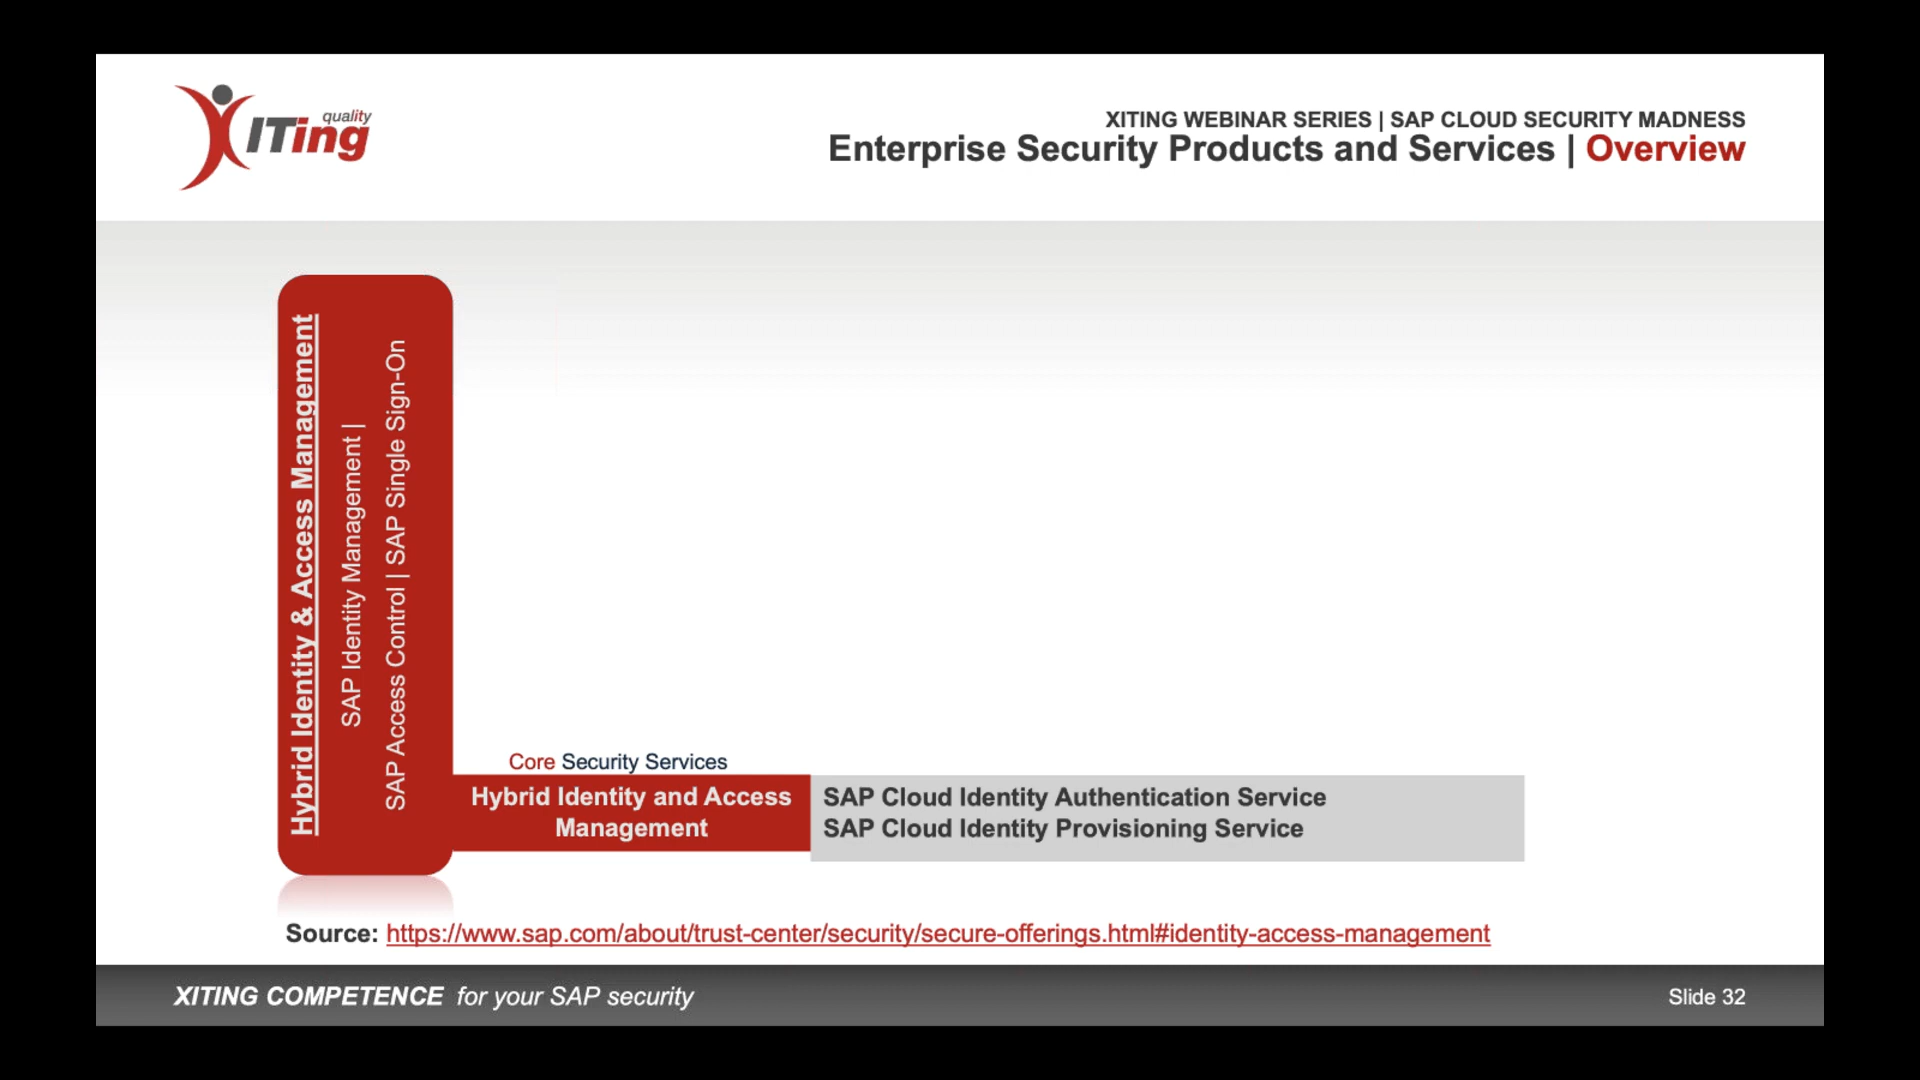 quality
XITing
XITING WEBINAR SERIES | SAP CLOUD SECURITY MADNESS
Enterprise Security Products and Services | Overview
Hybrid Identity & Access Management
SAP Identity Management |
SAP Access Control | SAP Single Sign-On
Core Security Services
Hybrid Identity and Access
Management
SAP Cloud Identity Authentication Service
SAP Cloud Identity Provisioning Service
Source: https://www.sap.com/about/trust-center/security/secure-offerings.html#identity-access-management
XITING COMPETENCE for your SAP security
Slide 32